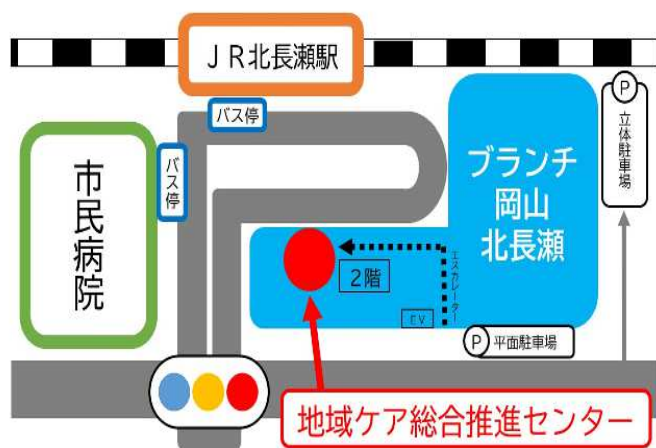 JR北長瀬駅
バス停
バス停
市民病院
ブランチ
岡山
北長瀬
P
立体駐車場
2階
エスカレーター
EV
P 平面駐車場
地域ケア総合推進センター